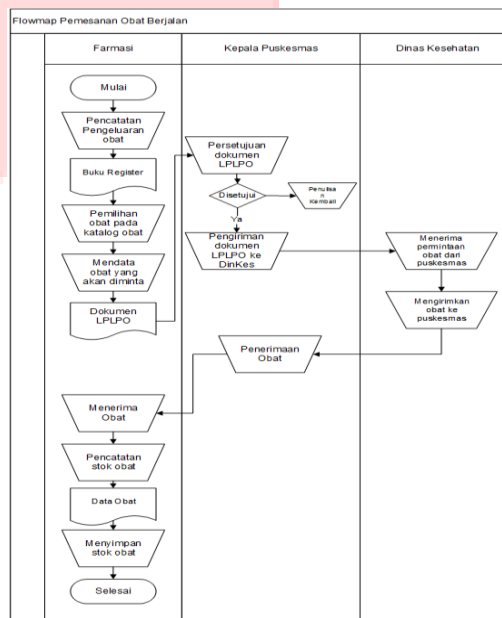 Flowmap Pemesanan Obat Berjalan
Farmasi
Kepala Puskesmas
Dinas Kesehatan
Mulai
Pencatatan
Pengeluaran
obat
Buku Register
Pemilihan
obat pada
katalog obat
Mendata
obat yang
akan diminta
Dokumen
LPLPO
Persetujuan
dokumen
LPLPO
Disetujui
Penulisa
n
Kembali
Ya
Pengiriman
dokumen
LPLPO ke
DinKes
Menerima
permintaan
obat dari
puskesmas
Mengirimkan
obat ke
puskesmas
Penerimaan
Obat
Menerima
Obat
Pencatatan
stok obat
Data Obat
Menyimpan
stok obat
Selesai